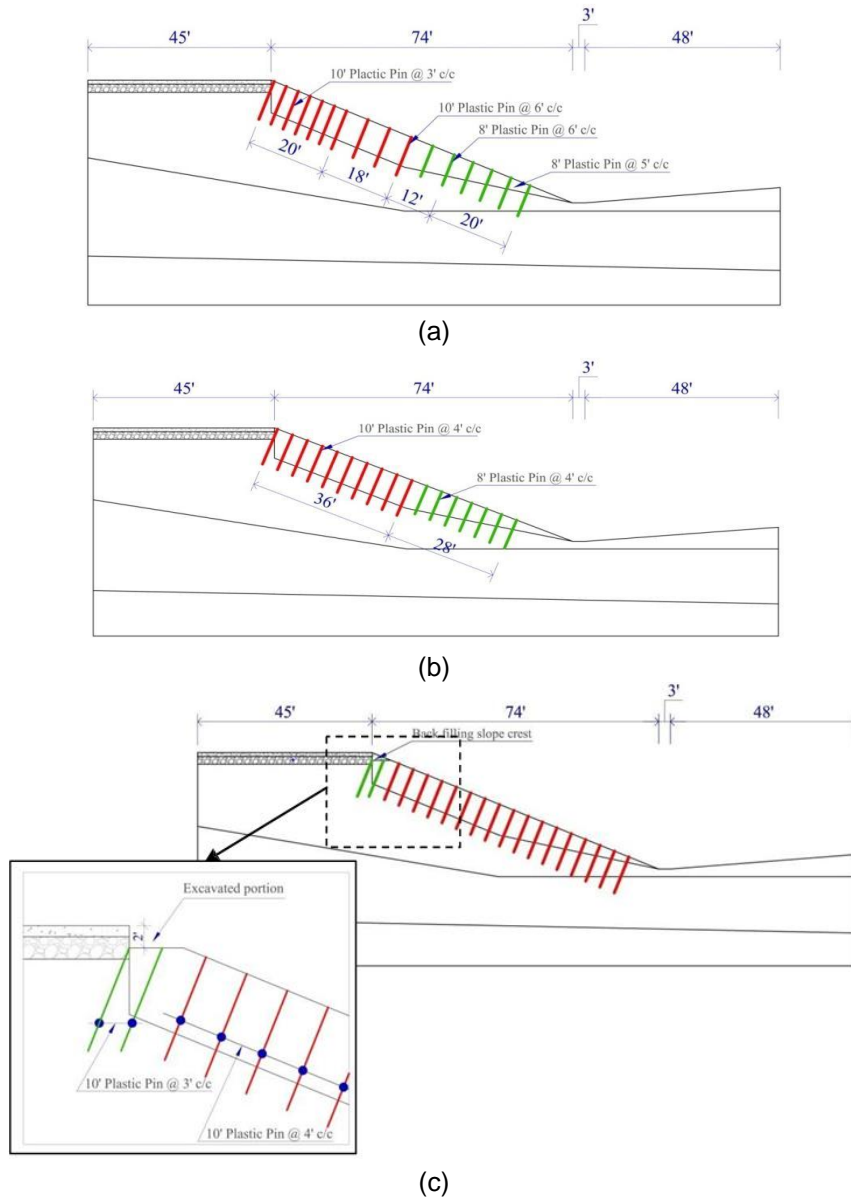 3'
45' 74' 48'
10' Plactic Pin @ 3' c/c
10' Plastic Pin @ 6' c/c
8' Plastic Pin @ 6' c/c
8' Plastic Pin @ 5' c/c
20'
18'
12'
20'
(a)
3'
45' 74' 48'
10' Plastic Pin @ 4' c/c
8' Plastic Pin @ 4' c/c
36'
28'
(b)
3'
45' 74' 48'
Back filling slope crest
Excavated portion
2'
10' Plastic Pin @ 3' c/c
10' Plastic Pin @ 4' c/c
(c)